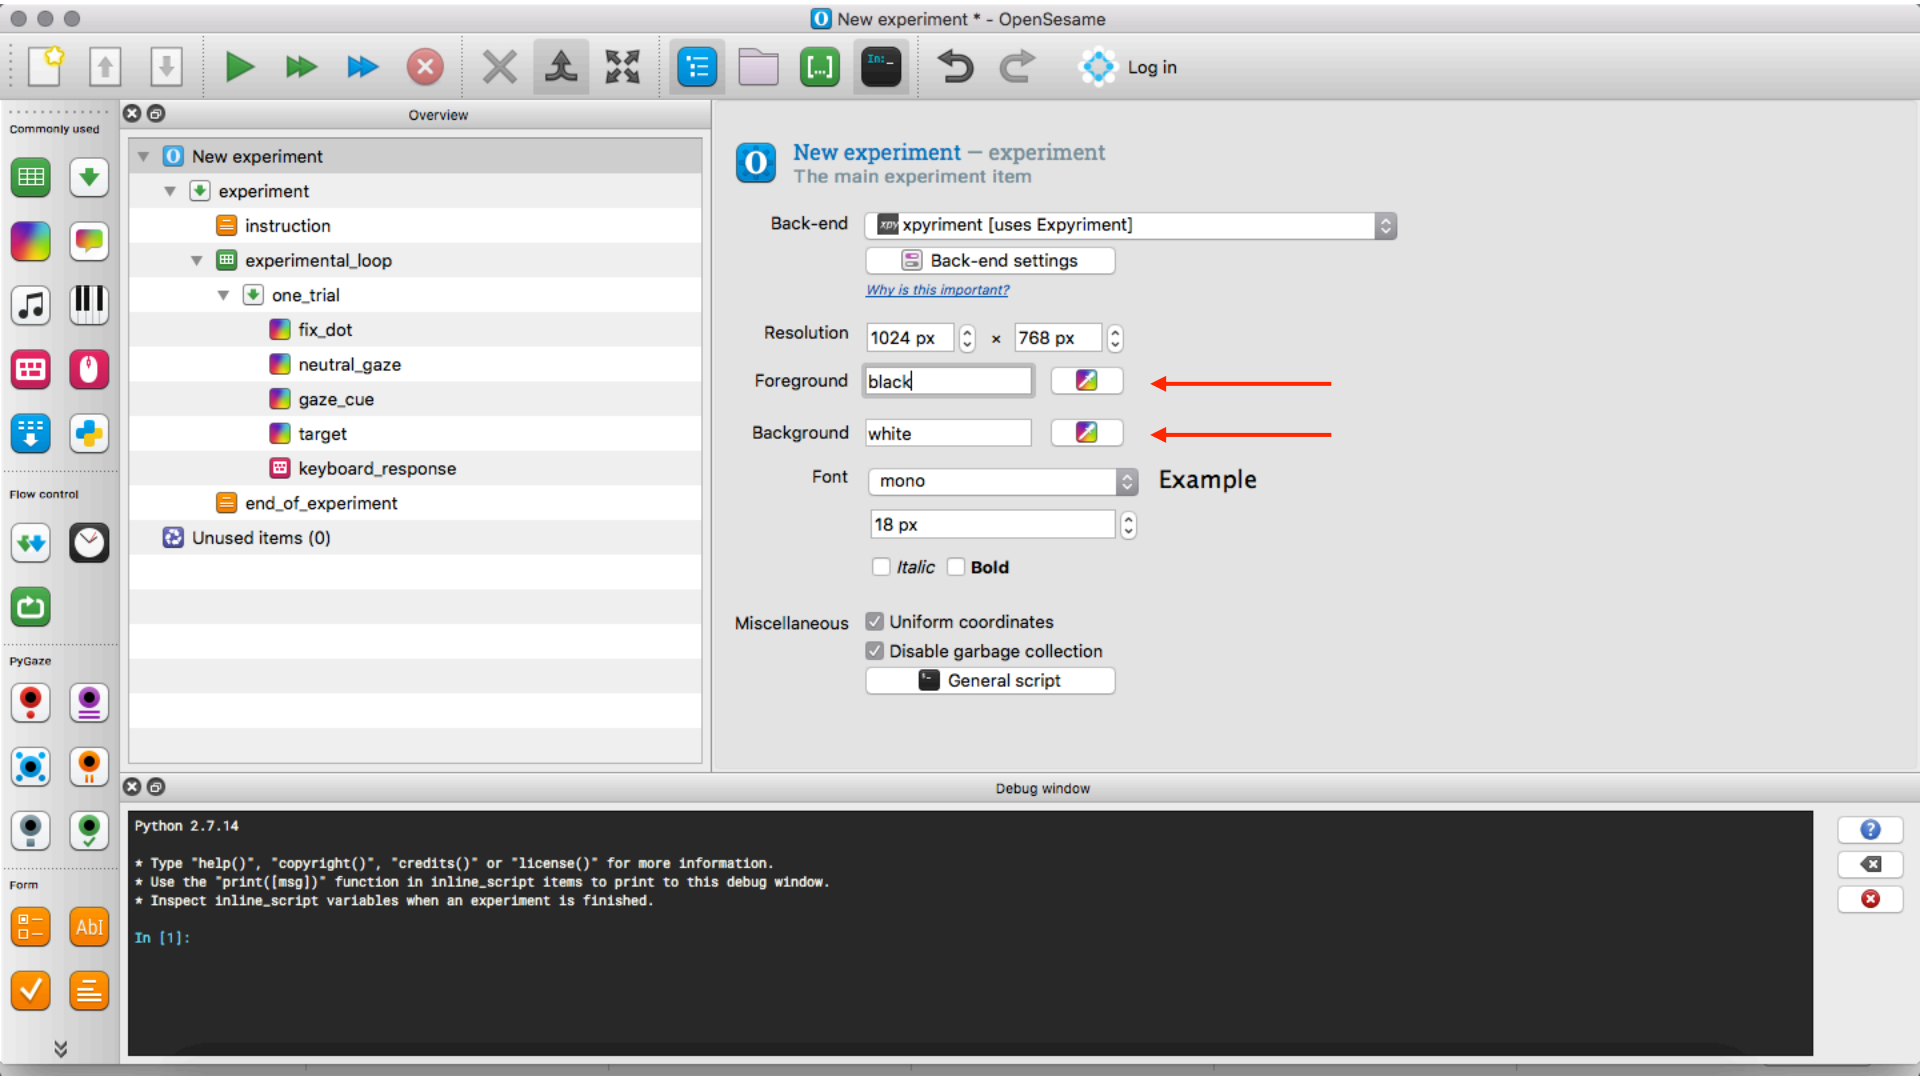 New experiment * - OpenSesame
In:_
Log in
Overview
Commonly used
New experiment
experiment
instruction
experimental_loop
one_trial
fix_dot
neutral_gaze
gaze_cue
target
keyboard_response
end_of_experiment
Unused items (0)
Flow control
PyGaze
Form
AbI
New experiment — experiment
The main experiment item
Back-end
xpy xpyriment [uses Expyriment]
Back-end settings
Why is this important?
Resolution 1024 px × 768 px
Foreground black
Background white
Font mono Example
18 px
Italic Bold
Miscellaneous Uniform coordinates
Disable garbage collection
General script
Debug window
Python 2.7.14
* Type "help()", "copyright()", "credits()" or "license()" for more information.
* Use the "print([msg])" function in inline_script items to print to this debug window.
* Inspect inline_script variables when an experiment is finished.
In [1]: